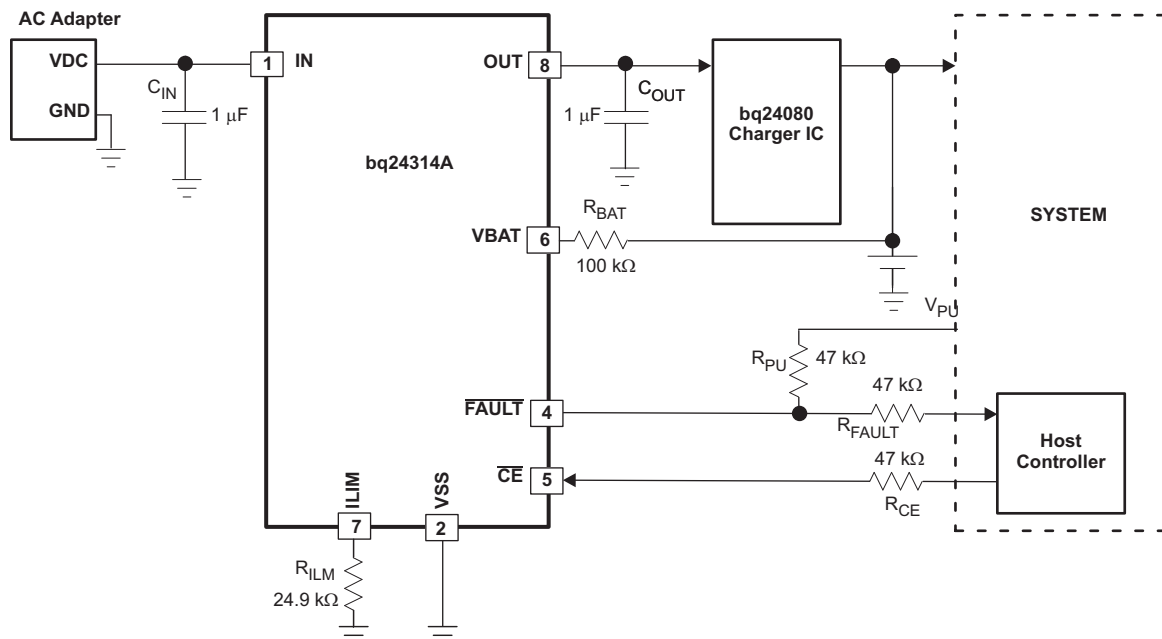 AC Adapter
VDC
GND
C_IN
1 μF
1
IN
bq24314A
OUT
8
C_OUT
1 μF
bq24080
Charger IC
SYSTEM
VBAT
6
R_BAT
100 kΩ
V_PU
R_PU
47 kΩ
FAULT
4
47 kΩ
R_FAULT
Host
Controller
CE
5
47 kΩ
R_CE
ILIM
7
VSS
2
R_ILM
24.9 kΩ